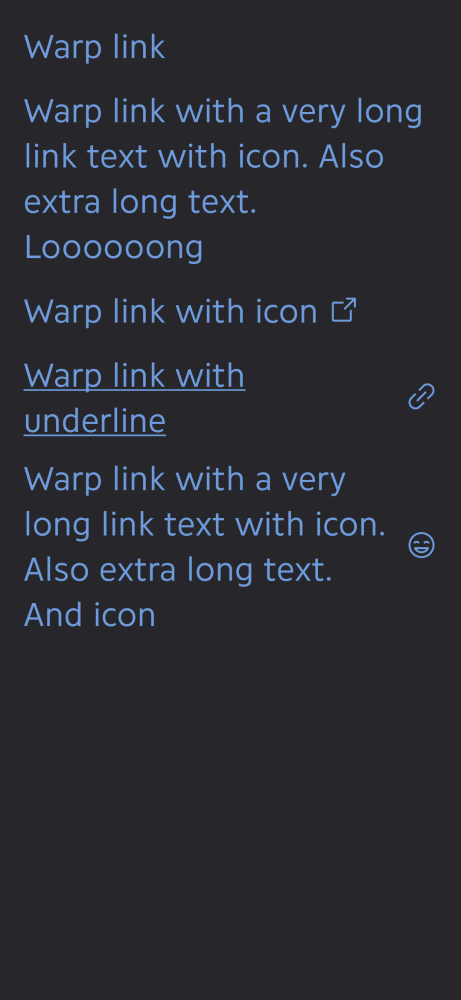 Warp link
Warp link with a very long
link text with icon. Also
extra long text.
Loooooong
Warp link with icon
Warp link with
underline
Warp link with a very
long link text with icon.
Also extra long text.
And icon